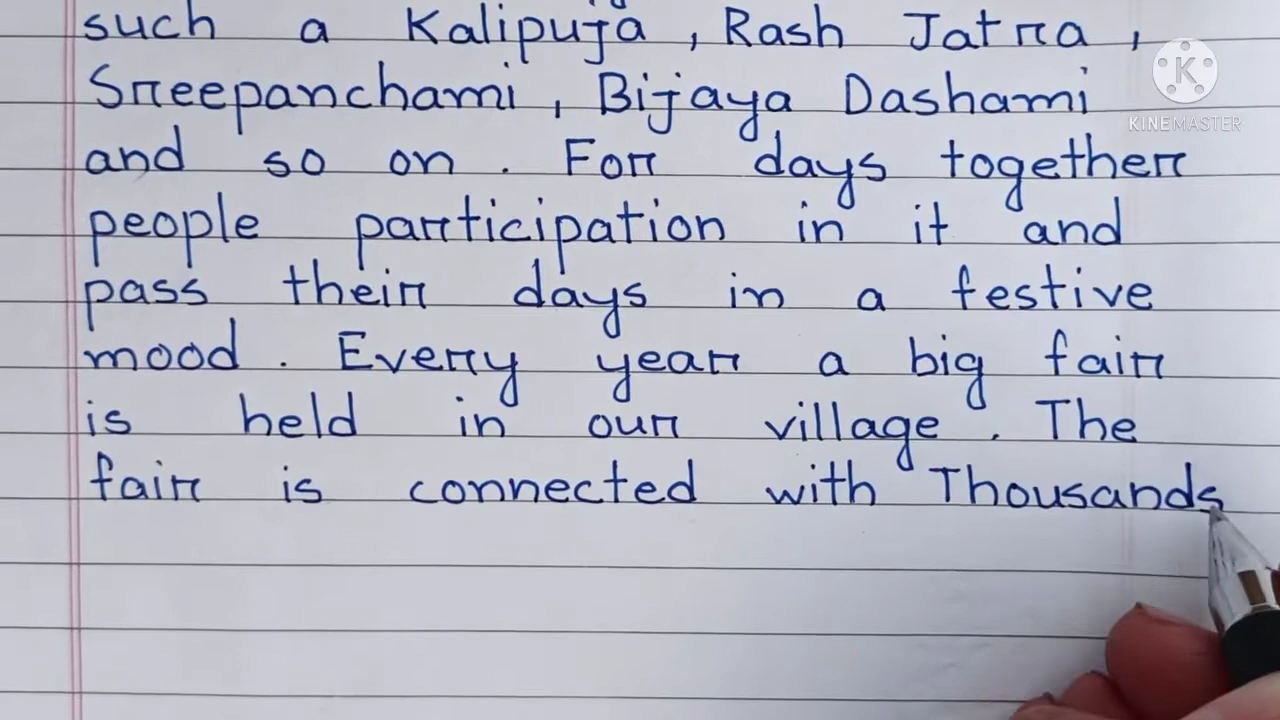 such a Kalipuja , Rash Jatra ,
Sreepanchami , Bijaya Dashami
and so on . For days together
people participation in it and
pass their days in a festive
mood . Every year a big fair
is held in our village . The
fair is connected with Thousands
KINEMASTER